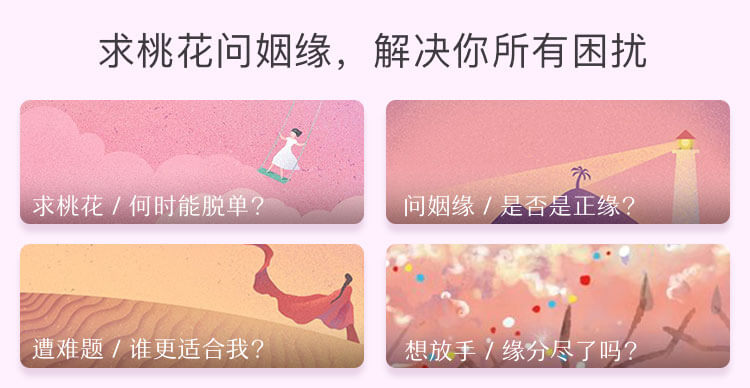 求桃花问姻缘，解决你所有困扰
求桃花 / 何时能脱单?
问姻缘 / 是否是正缘?
遭难题 / 谁更适合我?
想放手 / 缘分尽了吗?